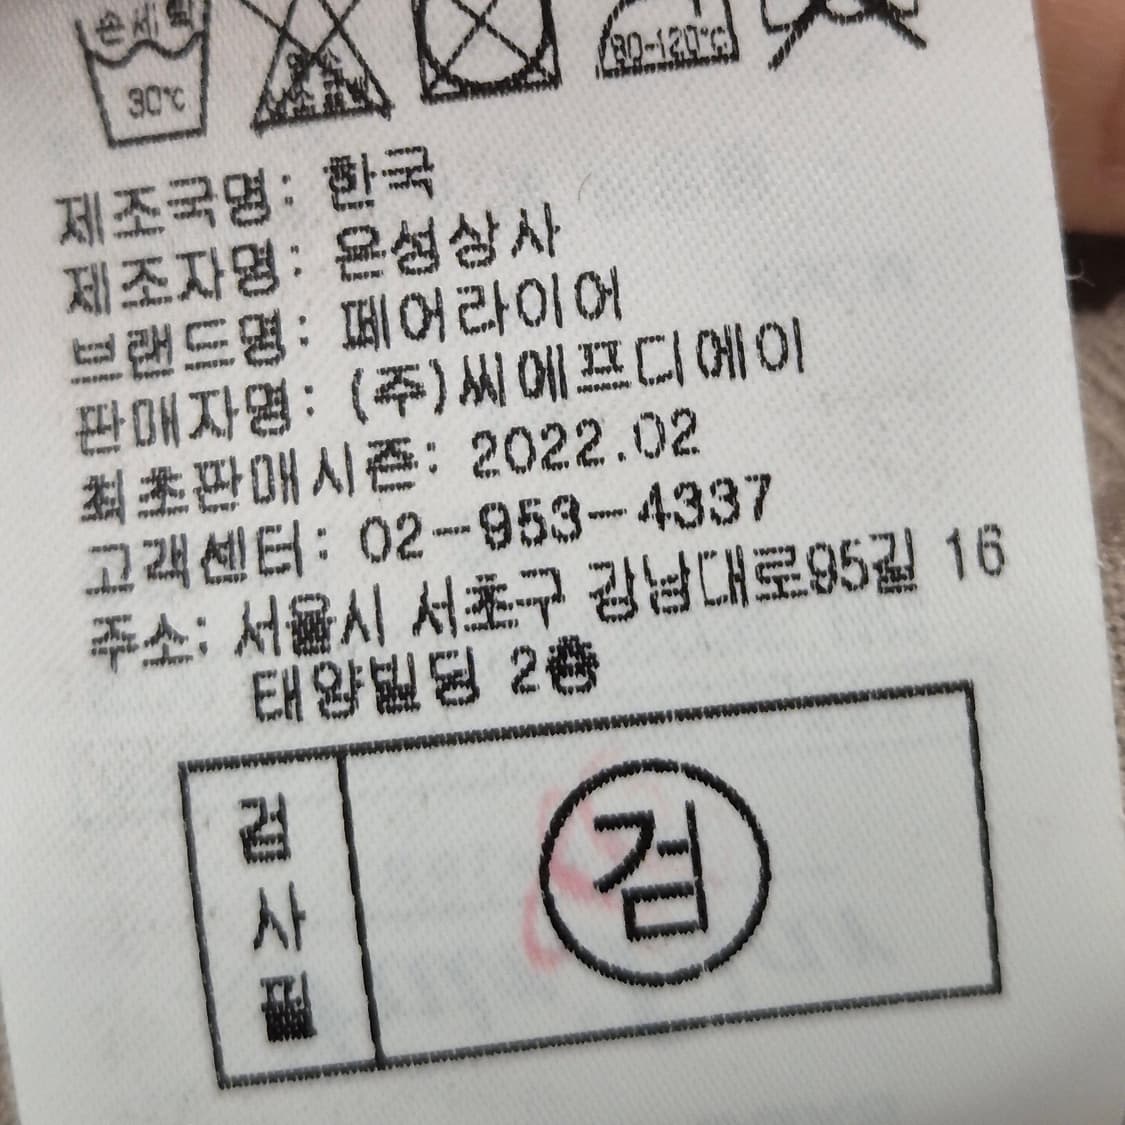 손세탁
30℃
80-120℃
제조국명: 한국
제조자명: 윤성상사
브랜드명: 페어라이어
판매자명: (주)씨에프디에이
최초판매시즌: 2022.02
고객센터: 02-953-4337
주소: 서울시 서초구 강남대로95길 16
태양빌딩 2층
검사필
검